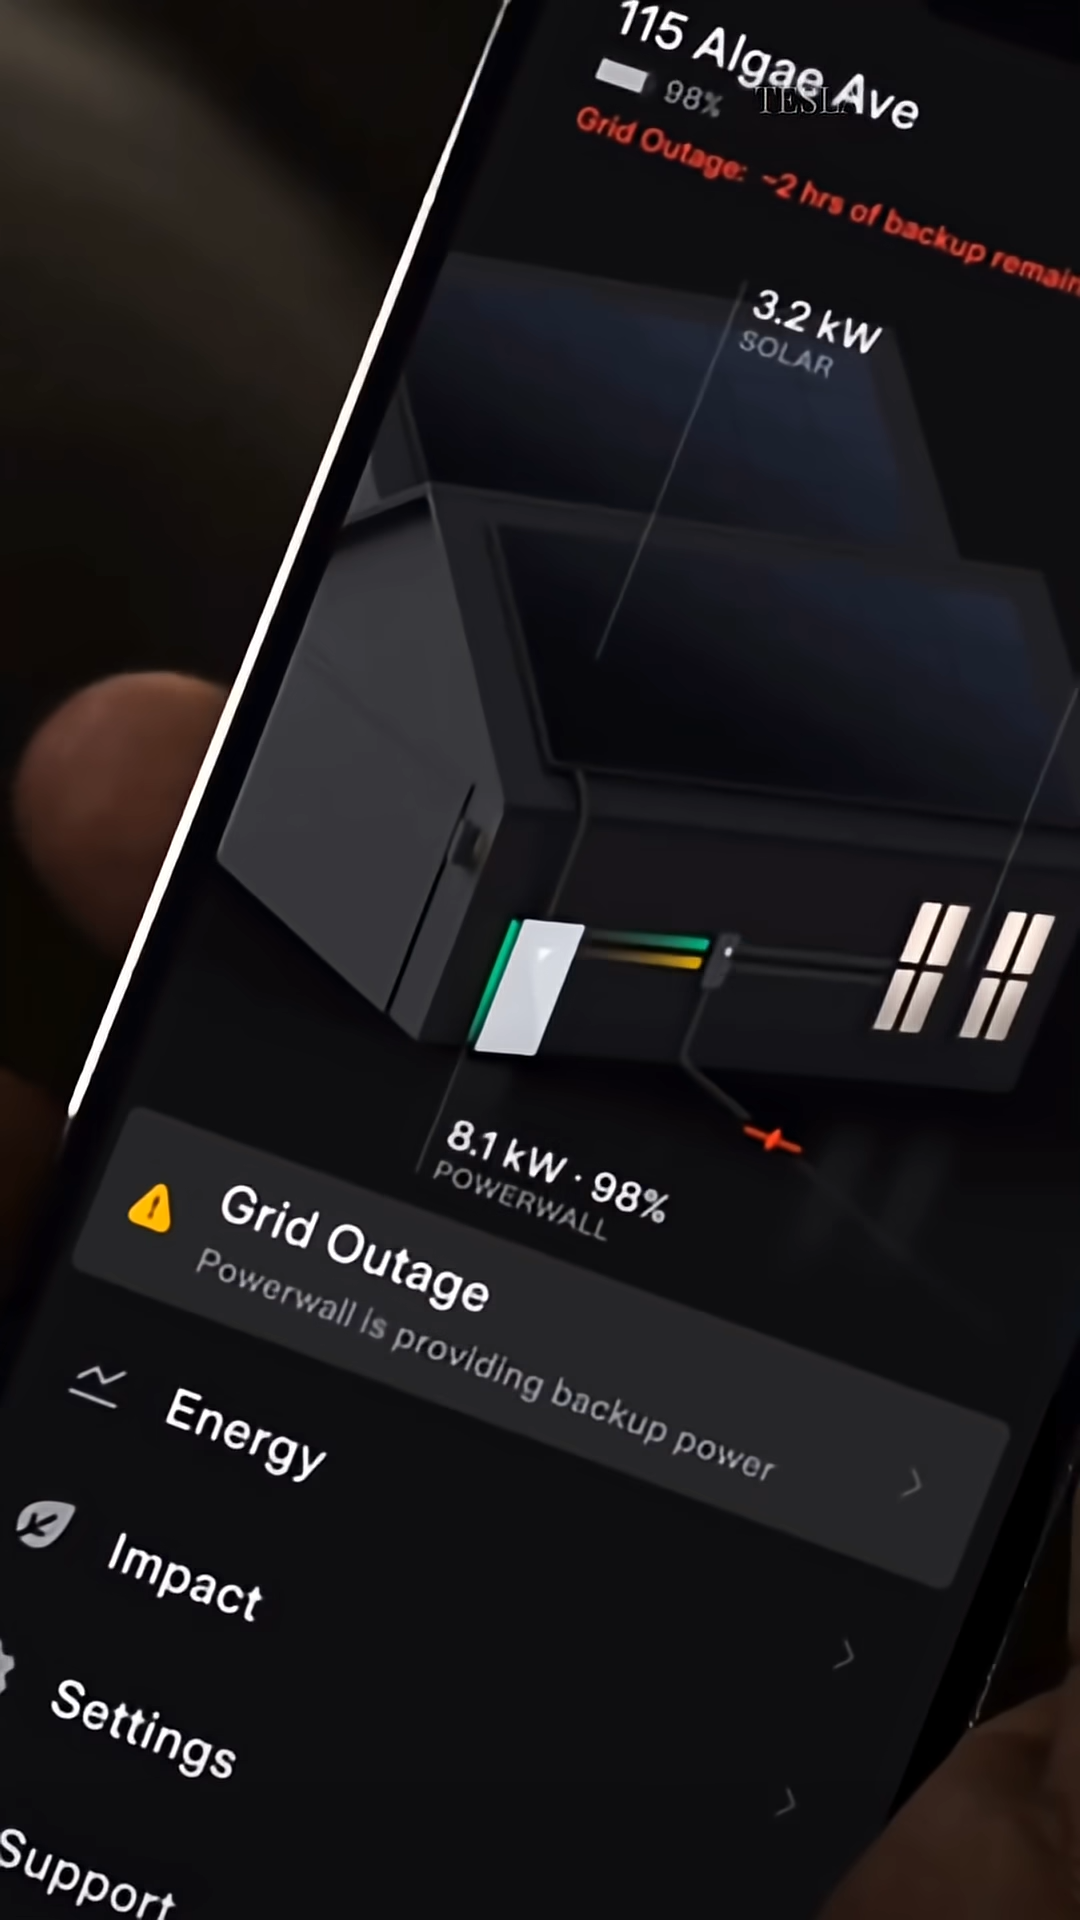 115 Algae Ave
98%
TESLA
Grid Outage: ~2 hrs of backup remain
3.2 kW
SOLAR
8.1 kW · 98%
POWERWALL
Grid Outage
Powerwall is providing backup power
Energy
Impact
Settings
Support